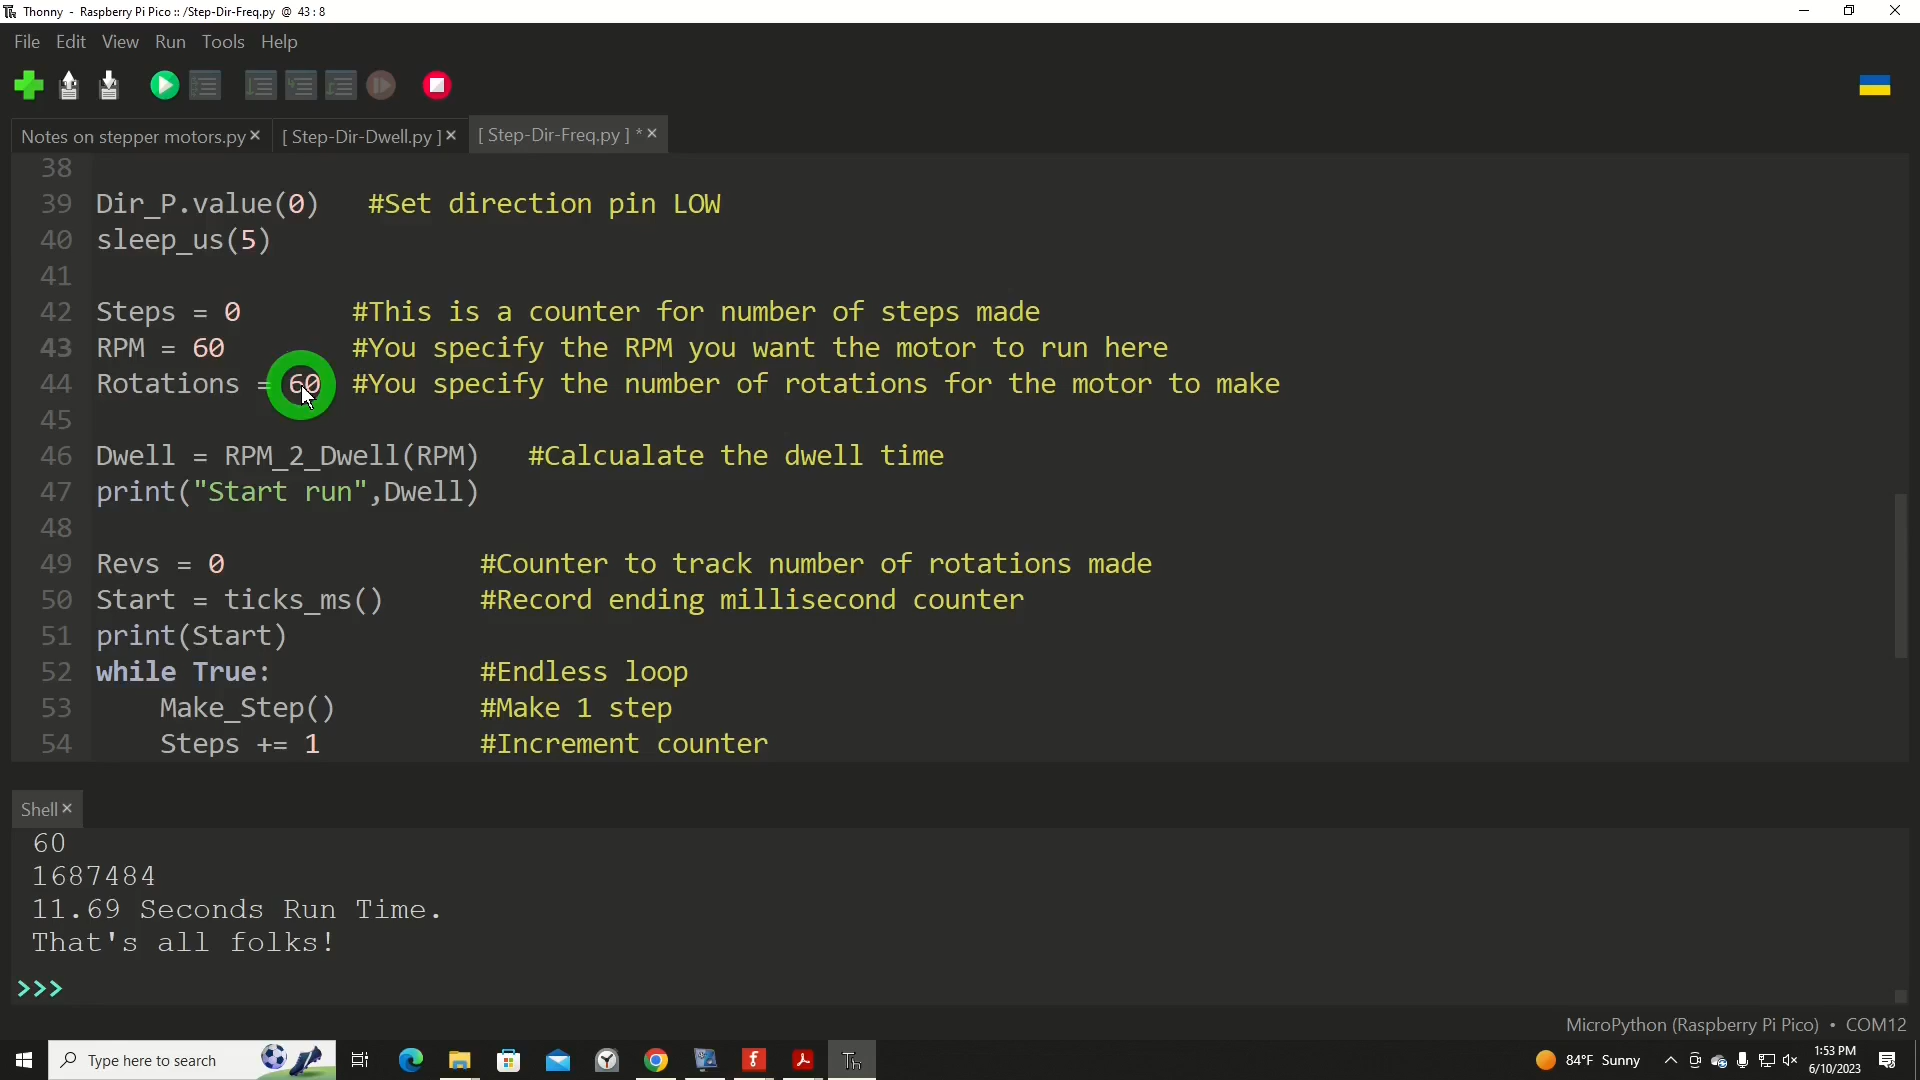 Thonny - Raspberry Pi Pico :: /Step-Dir-Freq.py @ 43 : 8
File Edit View Run Tools Help
Notes on stepper motors.py × [ Step-Dir-Dwell.py ] × [ Step-Dir-Freq.py ] * ×
38
39 Dir_P.value(0)   #Set direction pin LOW
40 sleep_us(5)
41
42 Steps = 0       #This is a counter for number of steps made
43 RPM = 60        #You specify the RPM you want the motor to run here
44 Rotations = 60  #You specify the number of rotations for the motor to make
45
46 Dwell = RPM_2_Dwell(RPM)   #Calcualate the dwell time
47 print("Start run",Dwell)
48
49 Revs = 0                #Counter to track number of rotations made
50 Start = ticks_ms()      #Record ending millisecond counter
51 print(Start)
52 while True:             #Endless loop
53     Make_Step()         #Make 1 step
54     Steps += 1          #Increment counter
Shell ×
60
1687484
11.69 Seconds Run Time.
That's all folks!
>>>
MicroPython (Raspberry Pi Pico) • COM12
Type here to search
Th
84°F Sunny
1:53 PM
6/10/2023